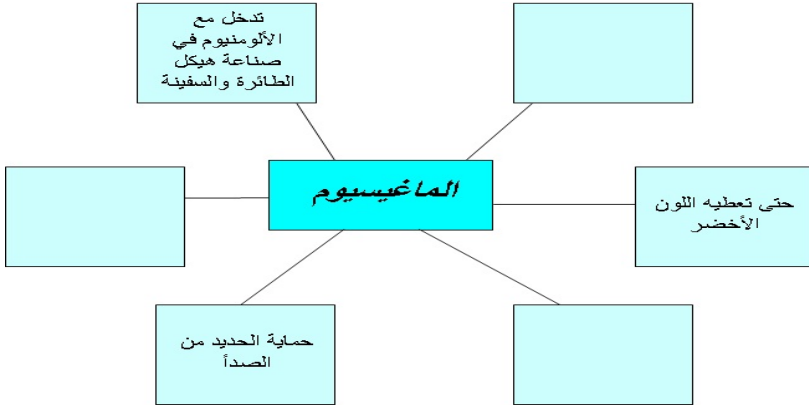 تدخل مع
الألومنيوم في
صناعة هيكل
الطائرة والسفينة
الماغيسيوم
حتى تعطيه اللون
الأخضر
حماية الحديد من
الصدأ